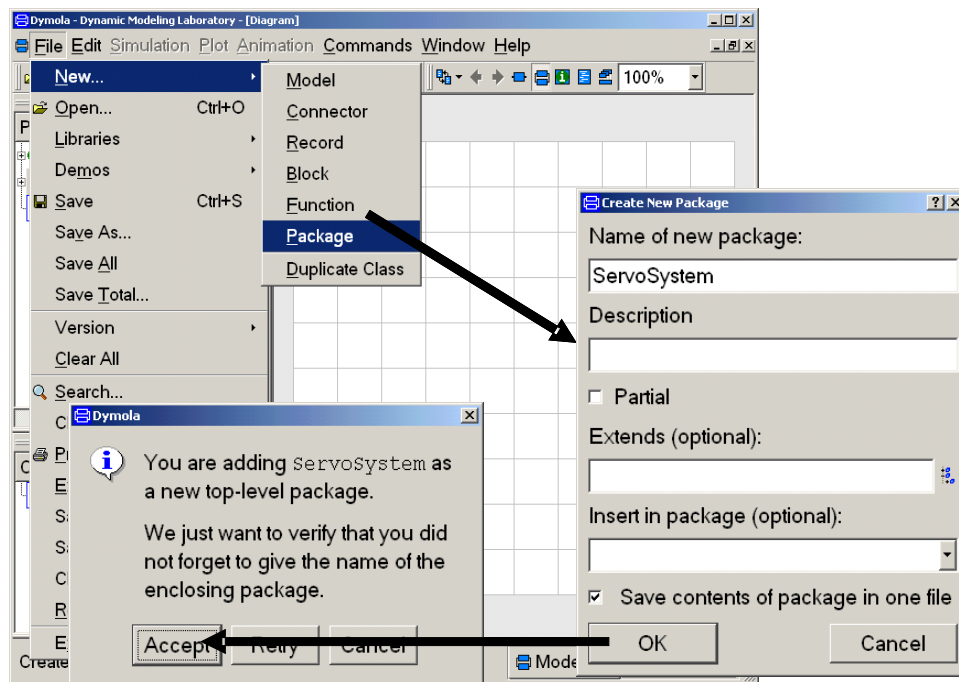 Dymola - Dynamic Modeling Laboratory - [Diagram]
File Edit Simulation Plot Animation Commands Window Help
100%
New...
Open... Ctrl+O
Libraries
Demos
Save Ctrl+S
Save As...
Save All
Save Total...
Version
Clear All
Search...
Model
Connector
Record
Block
Function
Package
Duplicate Class
Create New Package
Name of new package:
ServoSystem
Description
Partial
Extends (optional):
Insert in package (optional):
Save contents of package in one file
OK Cancel
Dymola
You are adding ServoSystem as
a new top-level package.
We just want to verify that you did
not forget to give the name of the
enclosing package.
Accept Retry Cancel